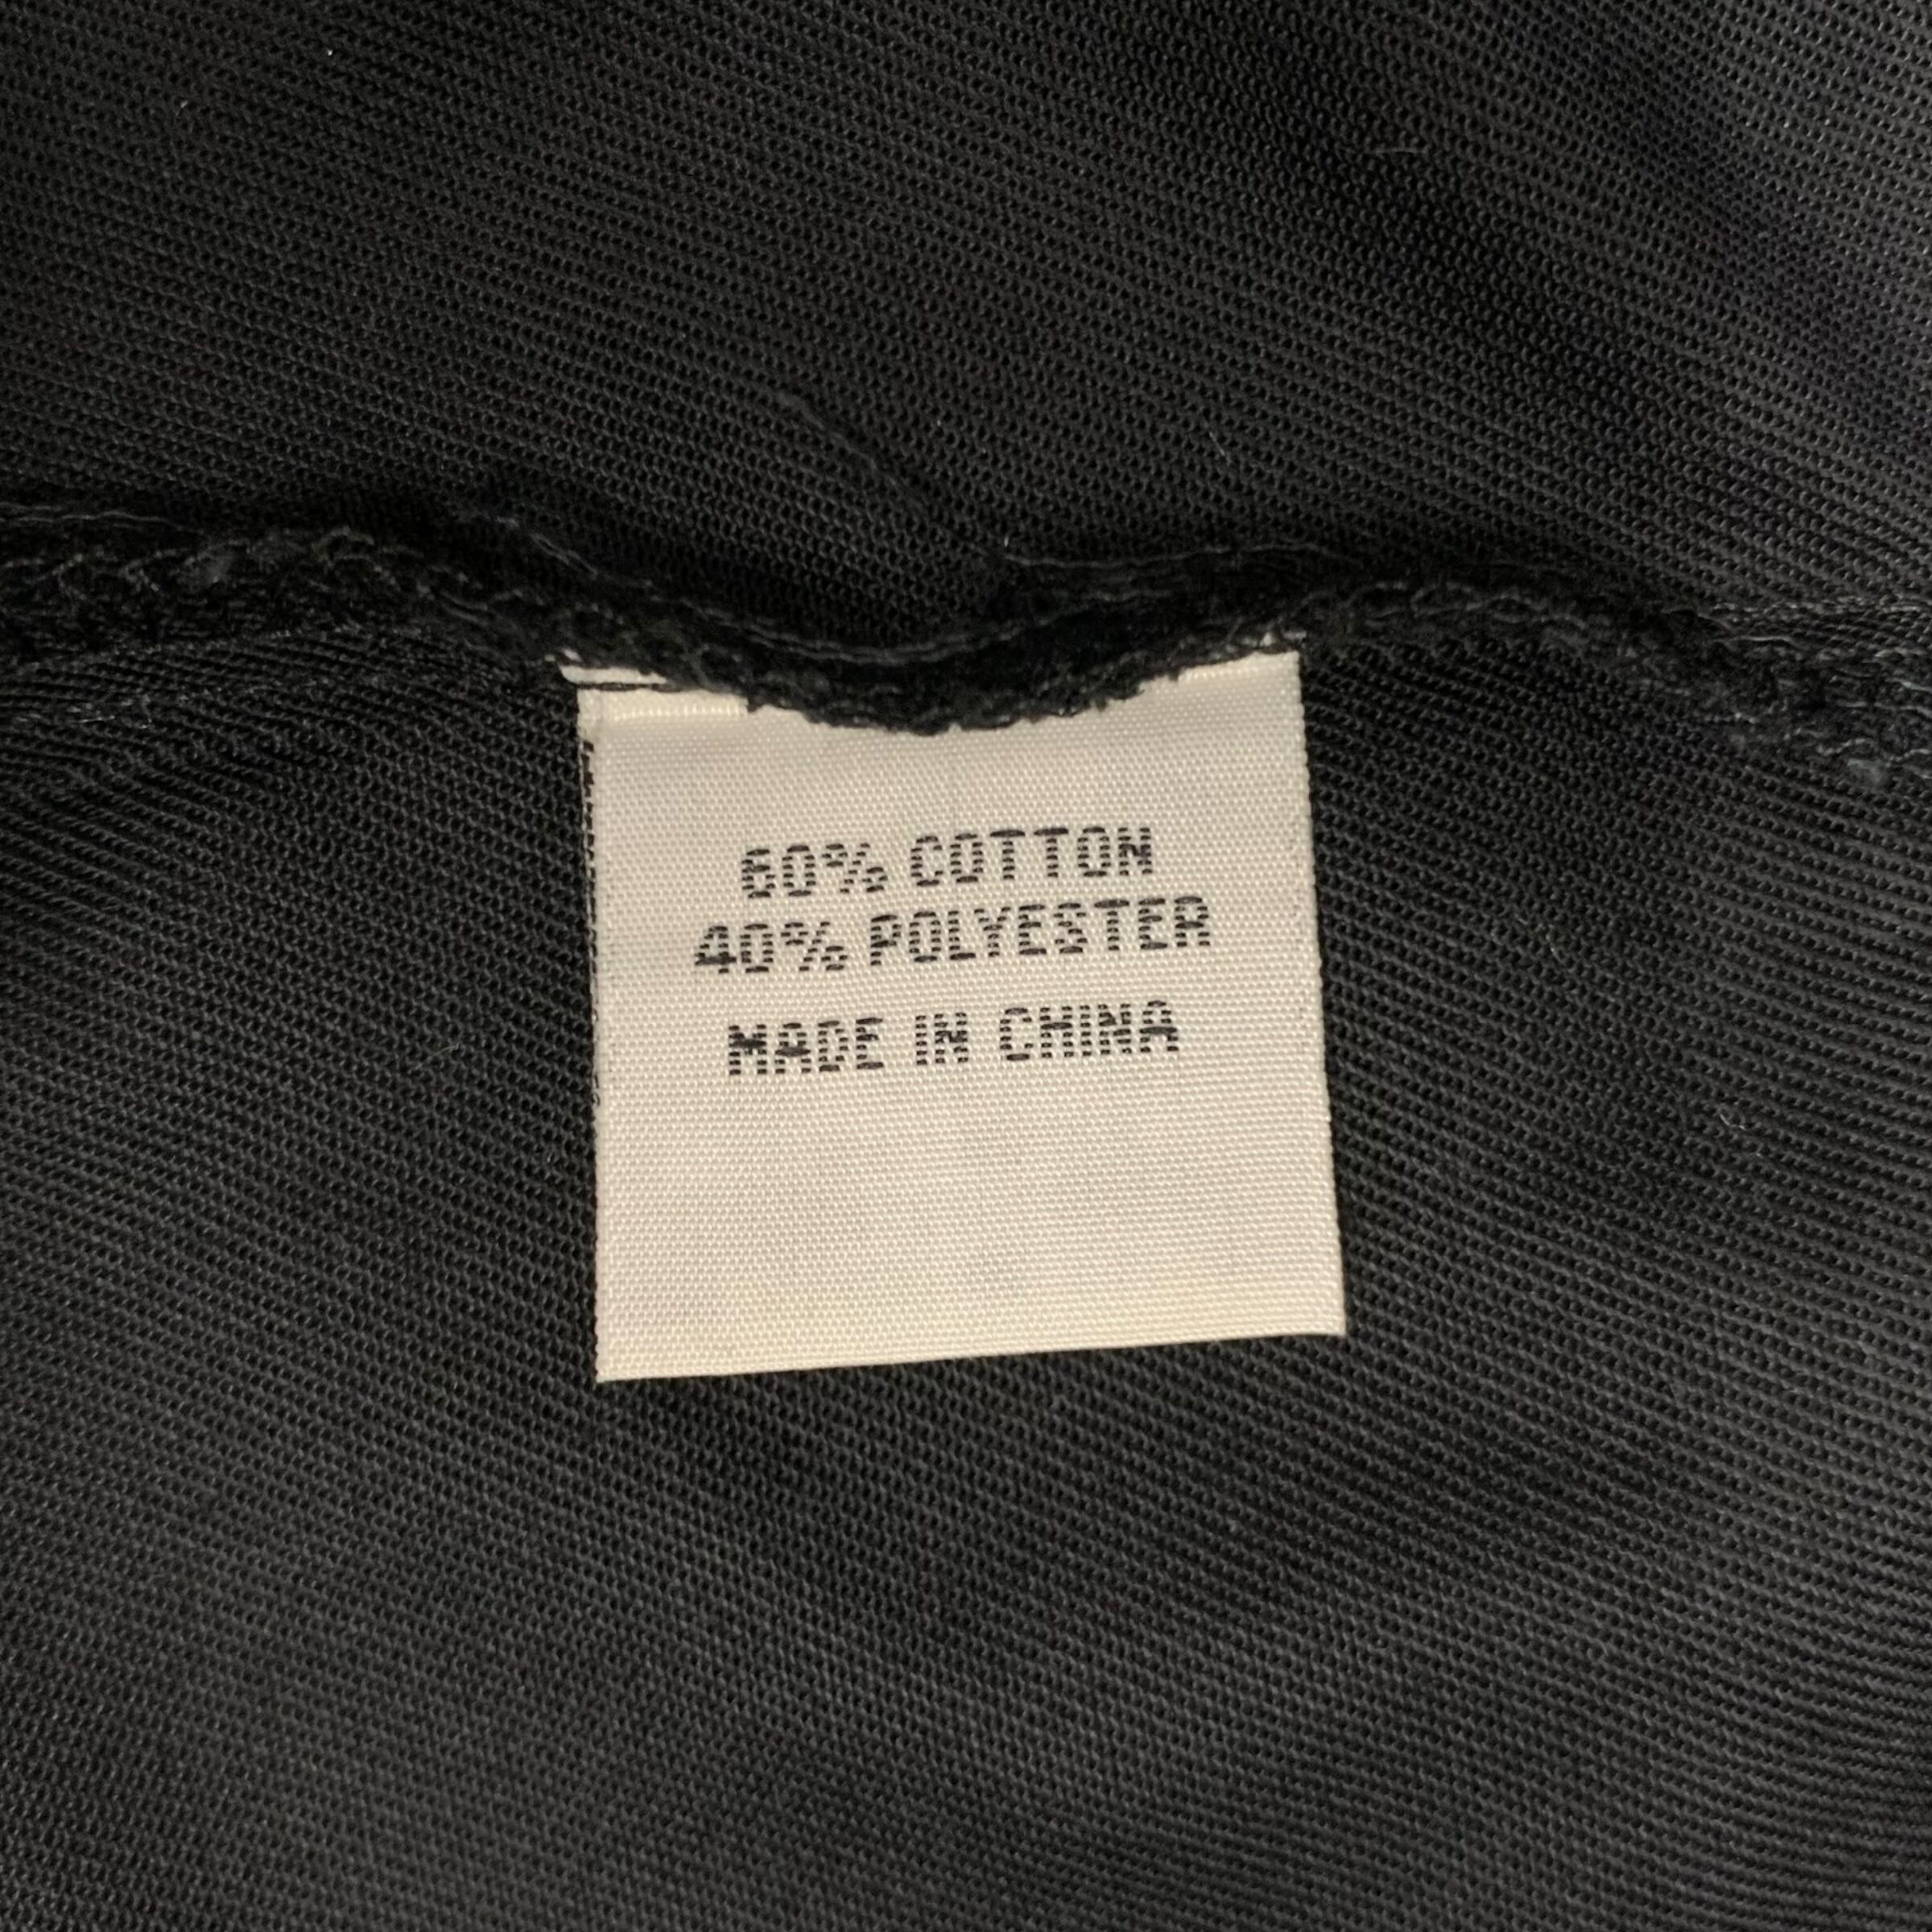 60% COTTON
40% POLYESTER
MADE IN CHINA